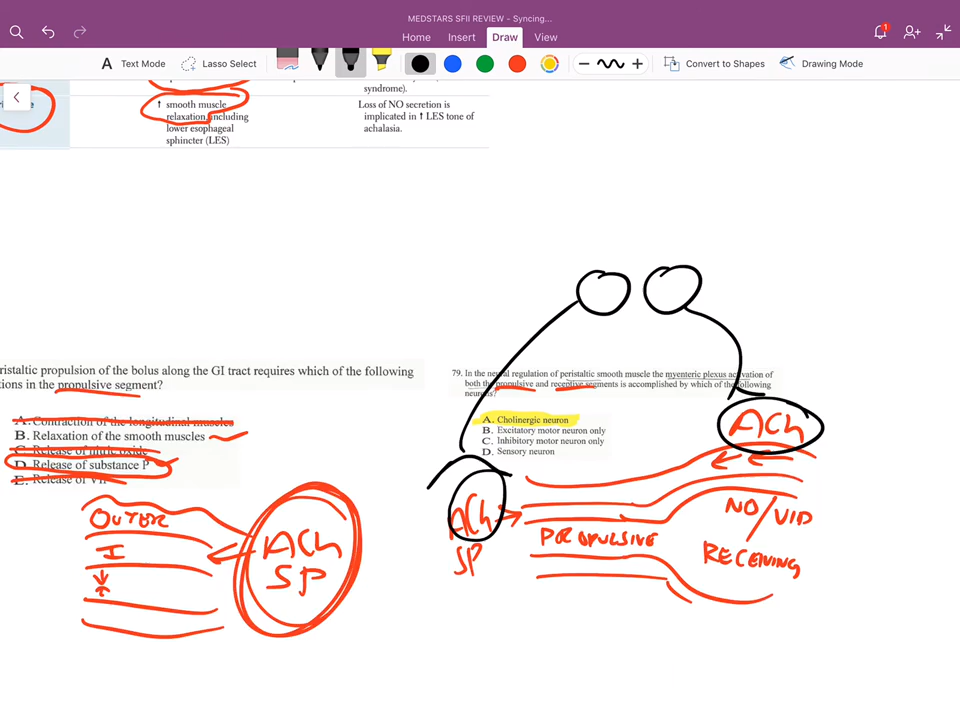 MEDSTARS SFII REVIEW - Syncing...
Home Insert Draw View
1
A Text Mode Lasso Select Convert to Shapes Drawing Mode
syndrome).
↑ smooth muscle
relaxation, including
lower esophageal
sphincter (LES)
Loss of NO secretion is
implicated in ↑ LES tone of
achalasia.
ristaltic propulsion of the bolus along the GI tract requires which of the following
tions in the propulsive segment?
A. Contraction of the longitudinal muscles
B. Relaxation of the smooth muscles
C. Release of nitric oxide
D. Release of substance P
E. Release of VIP
OUTER
I
ACh
SP
79. In the neural regulation of peristaltic smooth muscle the myenteric plexus activation of
both the propulsive and receptive segments is accomplished by which of the following
neurons?
A. Cholinergic neuron
B. Excitatory motor neuron only
C. Inhibitory motor neuron only
D. Sensory neuron
ACh
ACh
SP
PROPULSIVE
NO/VIP
RECEIVING